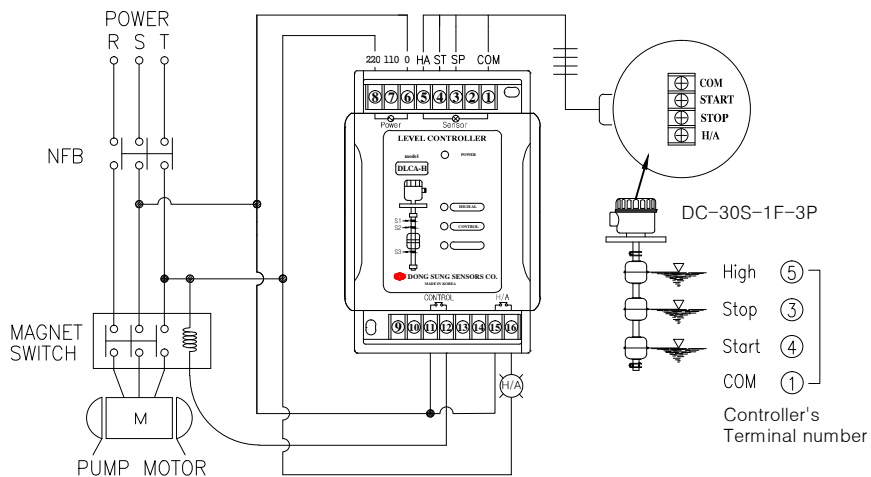 POWER
R S T
NFB
MAGNET
SWITCH
M
PUMP MOTOR
220 110 0 HA ST SP COM
8 7 6 5 4 3 2 1
Power Sensor
LEVEL CONTROLLER
model
POWER
DLCA-H
HIGH/AL
S1
S2
CONTROL
S3
DONG SUNG SENSORS CO.
MADE IN KOREA
CONTROL H/A
9 10 11 12 13 14 15 16
H/A
COM
START
STOP
H/A
DC-30S-1F-3P
High 5
Stop 3
Start 4
COM 1
Controller's
Terminal number